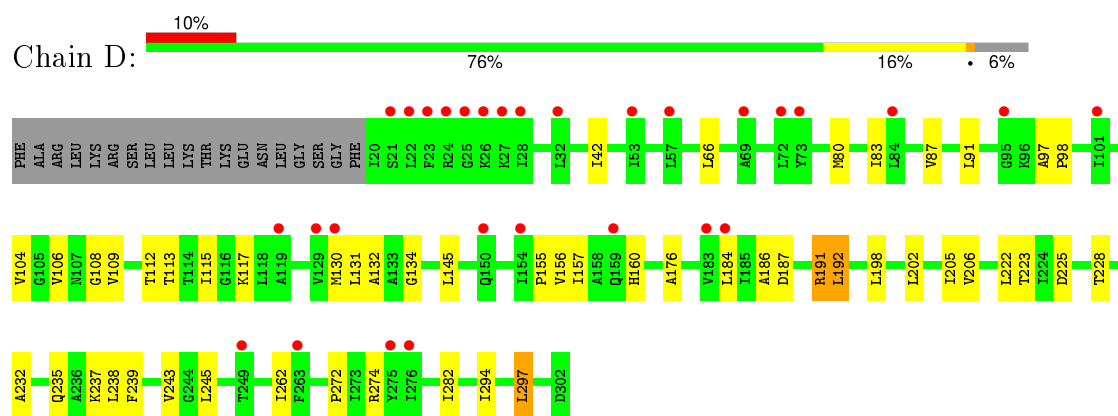 10%
Chain D:
76% 16% • 6%
PHE ALA ARG LEU LYS ARG SER LEU LEU LYS THR LYS GLU ASN LEU GLY SER GLY PHE I20 S21 L22 F23 R24 G25 K26 K27 I28 L32 I42 I53 L57 L66 A69 L72 Y73 M80 I83 L84 V87 L91 G95 K96 A97 P98 I101
V104 G105 V106 N107 G108 V109 T112 T113 T114 I115 G116 K117 L118 A119 V129 M130 L131 A132 A133 G134 L145 Q150 I154 P155 V156 I157 A158 Q159 H160 A176 V183 L184 I185 A186 D187 R191 L192 L198 L202 I205 V206 L222 T223 I224 D225 T228
A232 Q235 A236 K237 L238 F239 V243 G244 L245 T249 I262 F263 P272 I273 R274 Y275 I276 I282 I294 L297 D302